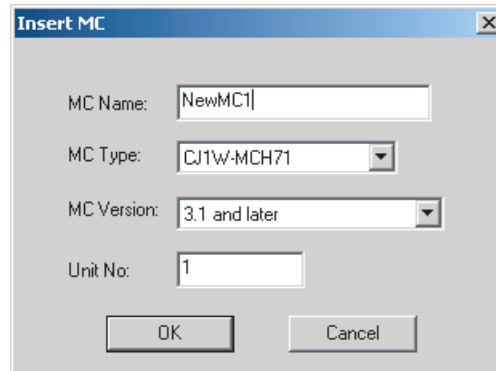 Insert MC
MC Name: NewMC1
MC Type: CJ1W-MCH71
MC Version: 3.1 and later
Unit No: 1
OK Cancel